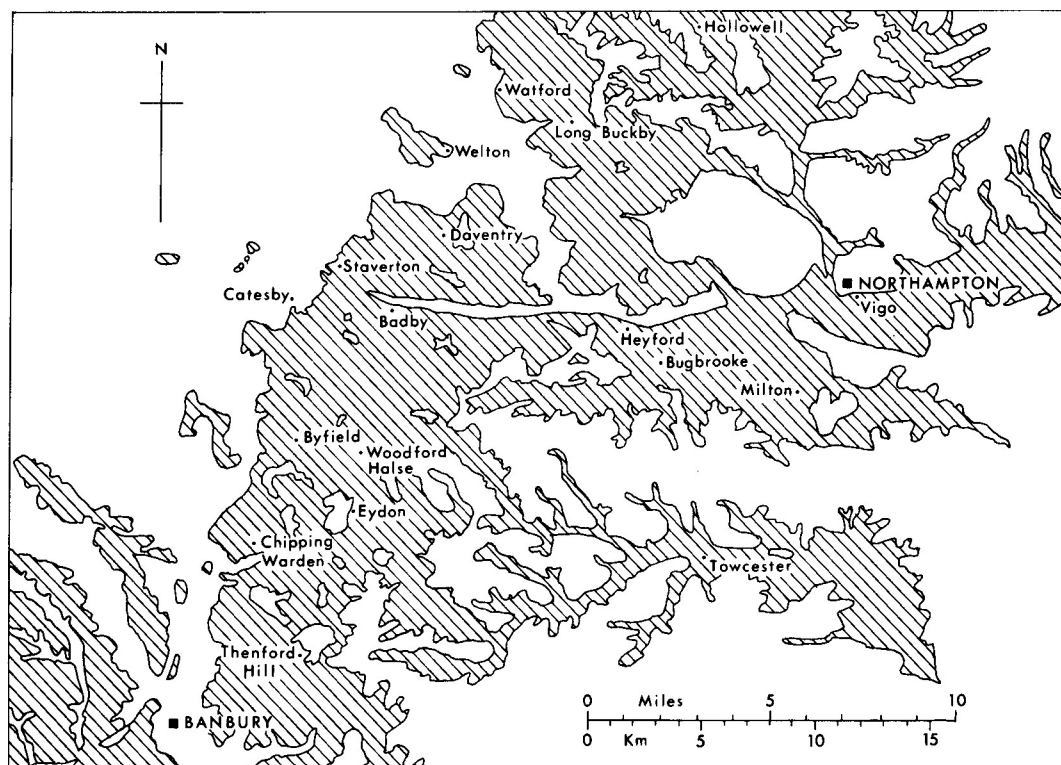 N
Hollowell
Watford
Long Buckby
Welton
Daventry
Staverton
Catesby
NORTHAMPTON
Vigo
Badby
Heyford
Bugbrooke
Milton
Byfield
Woodford
Halse
Eydon
Chipping
Warden
Towcester
Thenford
Hill
BANBURY
0 Miles 5 10
0 Km 5 10 15